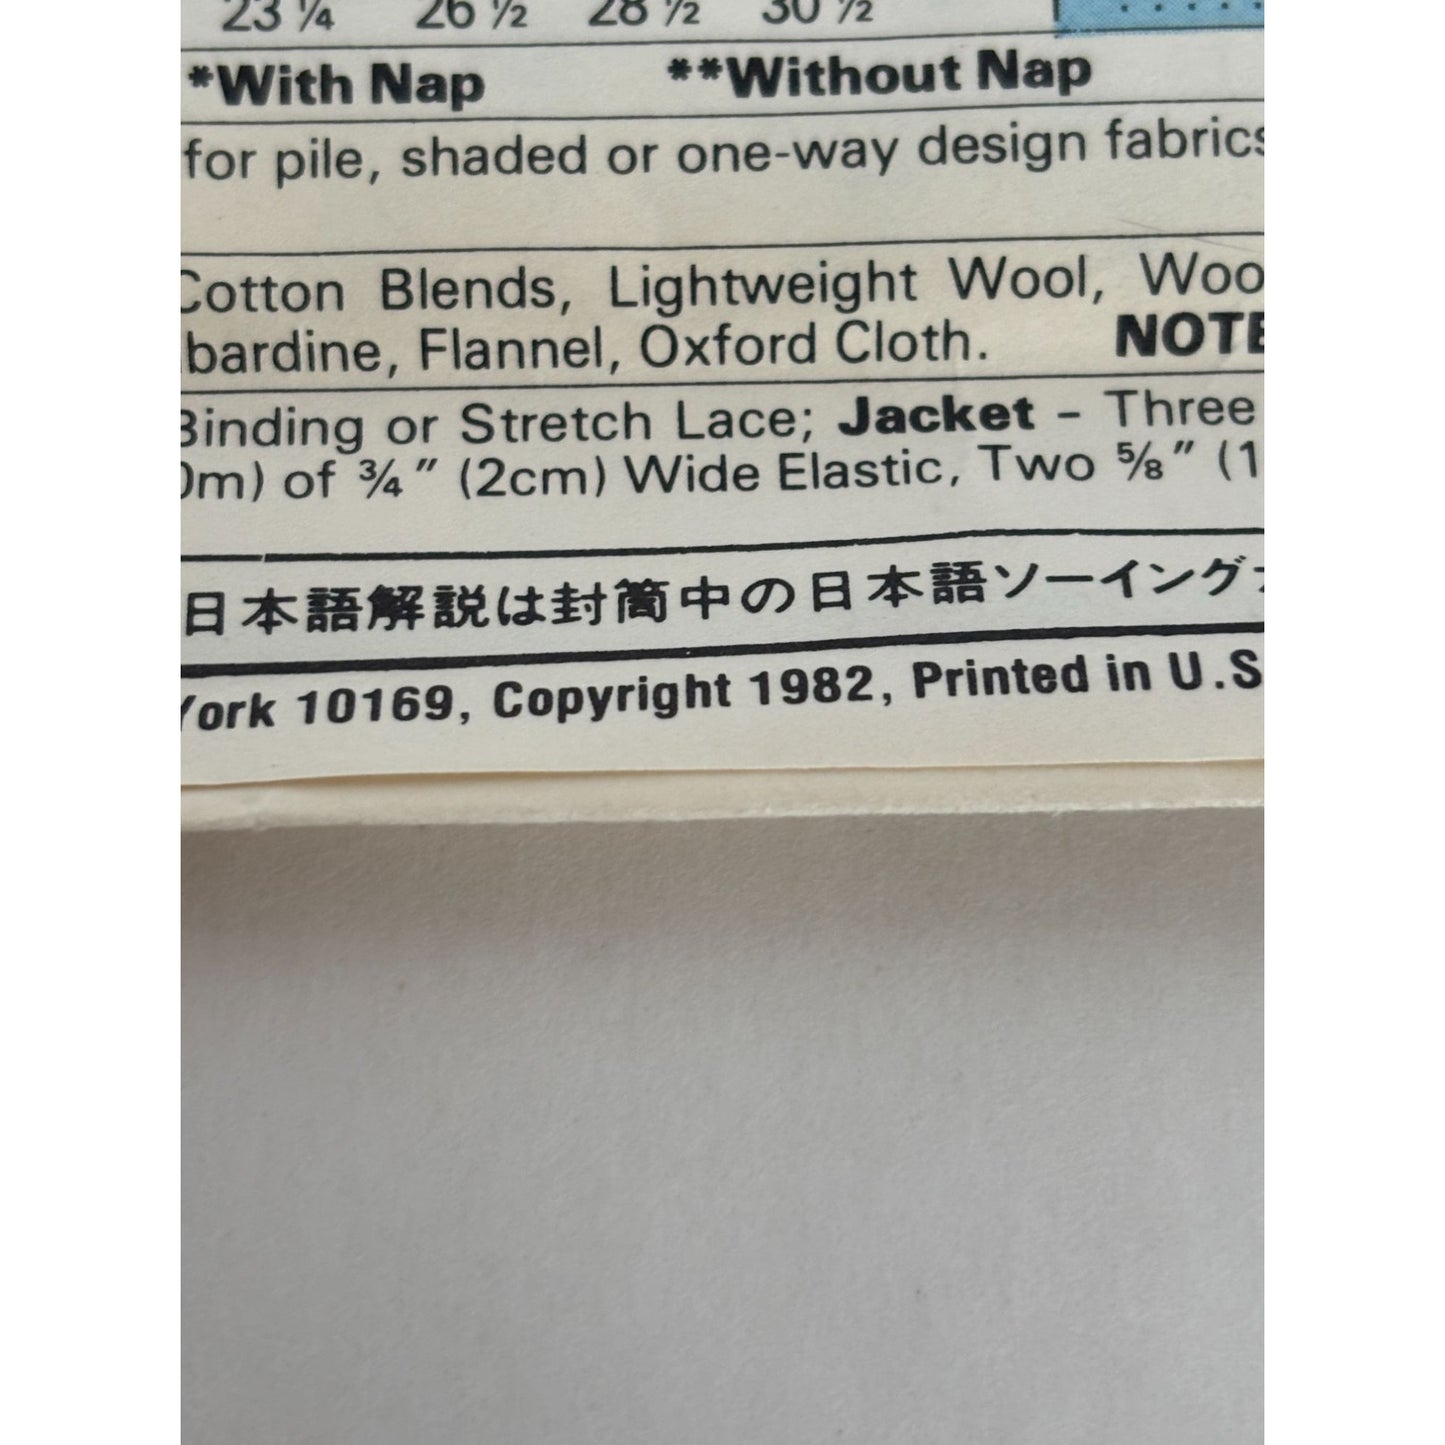 23 ¼ 26 ½ 28 ½ 30 ½
*With Nap **Without Nap
for pile, shaded or one-way design fabrics
Cotton Blends, Lightweight Wool, Woo
bardine, Flannel, Oxford Cloth. NOTE
Binding or Stretch Lace; Jacket – Three
0m) of ¾" (2cm) Wide Elastic, Two ⅝" (1
日本語解説は封筒中の日本語ソーイング
York 10169, Copyright 1982, Printed in U.S